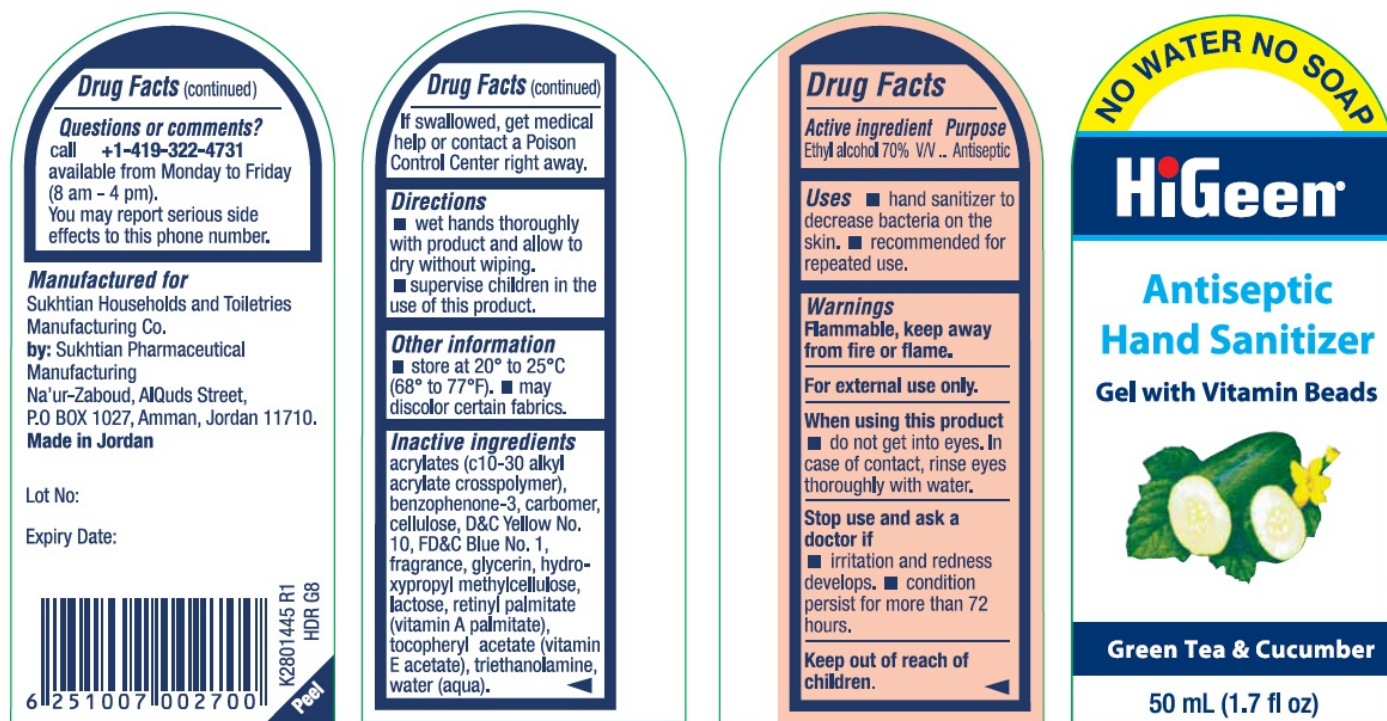 Drug Facts (continued)
Questions or comments?
call +1-419-322-4731
available from Monday to Friday
(8 am - 4 pm).
You may report serious side
effects to this phone number.
Manufactured for
Sukhtian Households and Toiletries
Manufacturing Co.
by: Sukhtian Pharmaceutical
Manufacturing
Na'ur-Zaboud, AlQuds Street,
P.O BOX 1027, Amman, Jordan 11710.
Made in Jordan
Lot No:
Expiry Date:
6 251007 002700
K2801445 R1
HDR G8
Peel
Drug Facts (continued)
If swallowed, get medical
help or contact a Poison
Control Center right away.
Directions
■ wet hands thoroughly
with product and allow to
dry without wiping.
■ supervise children in the
use of this product.
Other information
■ store at 20° to 25°C
(68° to 77°F). ■ may
discolor certain fabrics.
Inactive ingredients
acrylates (c10-30 alkyl
acrylate crosspolymer),
benzophenone-3, carbomer,
cellulose, D&C Yellow No.
10, FD&C Blue No. 1,
fragrance, glycerin, hydro-
xypropyl methylcellulose,
lactose, retinyl palmitate
(vitamin A palmitate),
tocopheryl acetate (vitamin
E acetate), triethanolamine,
water (aqua).
Drug Facts
Active ingredient Purpose
Ethyl alcohol 70% V/V .. Antiseptic
Uses ■ hand sanitizer to
decrease bacteria on the
skin. ■ recommended for
repeated use.
Warnings
Flammable, keep away
from fire or flame.
For external use only.
When using this product
■ do not get into eyes. In
case of contact, rinse eyes
thoroughly with water.
Stop use and ask a
doctor if
■ irritation and redness
develops. ■ condition
persist for more than 72
hours.
Keep out of reach of
children.
NO WATER NO SOAP
HiGeen
Antiseptic
Hand Sanitizer
Gel with Vitamin Beads
Green Tea & Cucumber
50 mL (1.7 fl oz)